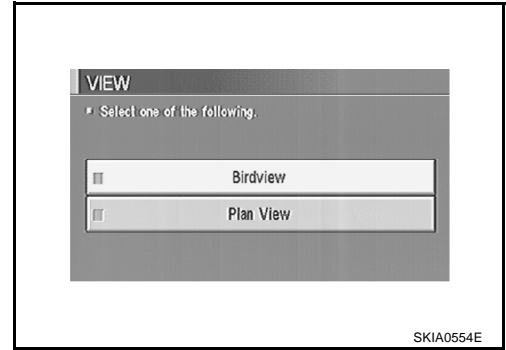 VIEW
Select one of the following.
Birdview
Plan View
SKIA0554E